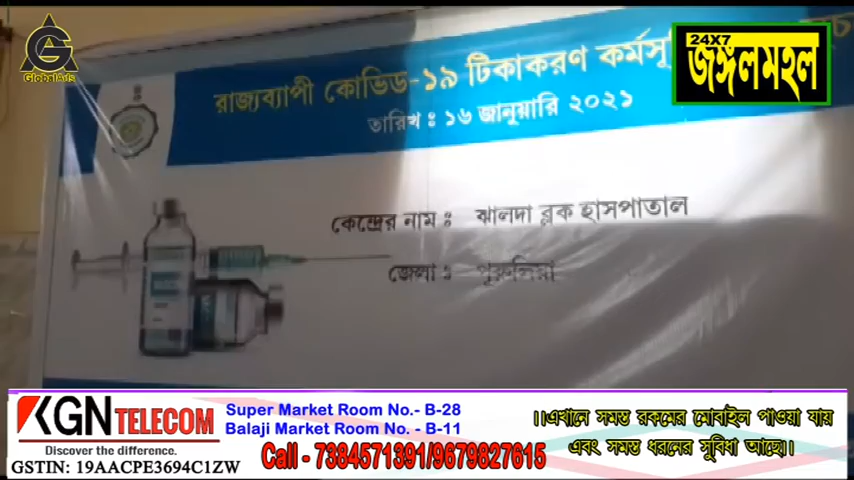 GlobalArts
24X7
জঙ্গলমহল
রাজ্যব্যাপী কোভিড-১৯ টিকাকরণ
তারিখ : ১৬ জানুয়ারি ২০২১
কেন্দ্রের নাম : ঝালদা ব্লক হাসপাতাল
জেলা : পুরুলিয়া
KGN TELECOM
Discover the difference.
GSTIN: 19AACPE3694C1ZW
Super Market Room No.- B-28
Balaji Market Room No. - B-11
Call - 7384571391/9679827615
।।এখানে সমস্ত রকমের মোবাইল পাওয়া যায়
এবং সমস্ত ধরনের সুবিধা আছে।।